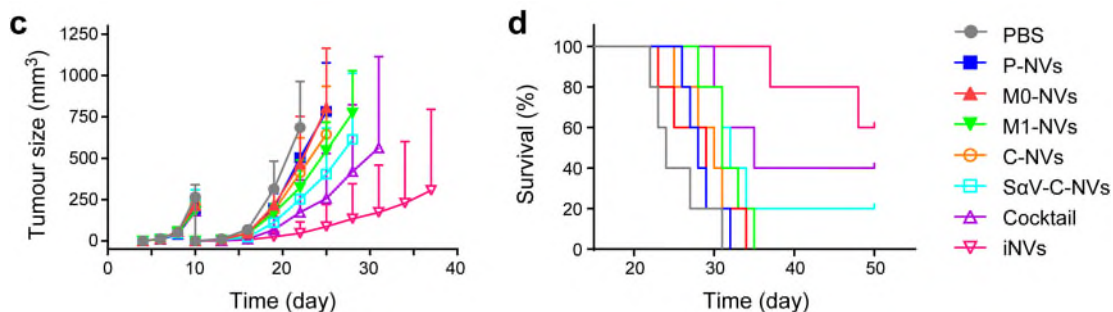 c
Tumour size (mm³)
1250
1000
750
500
250
0
0
10
20
30
40
Time (day)
d
Survival (%)
100
80
60
40
20
0
20
30
40
50
Time (day)
PBS
P-NVs
M0-NVs
M1-NVs
C-NVs
SαV-C-NVs
Cocktail
iNVs